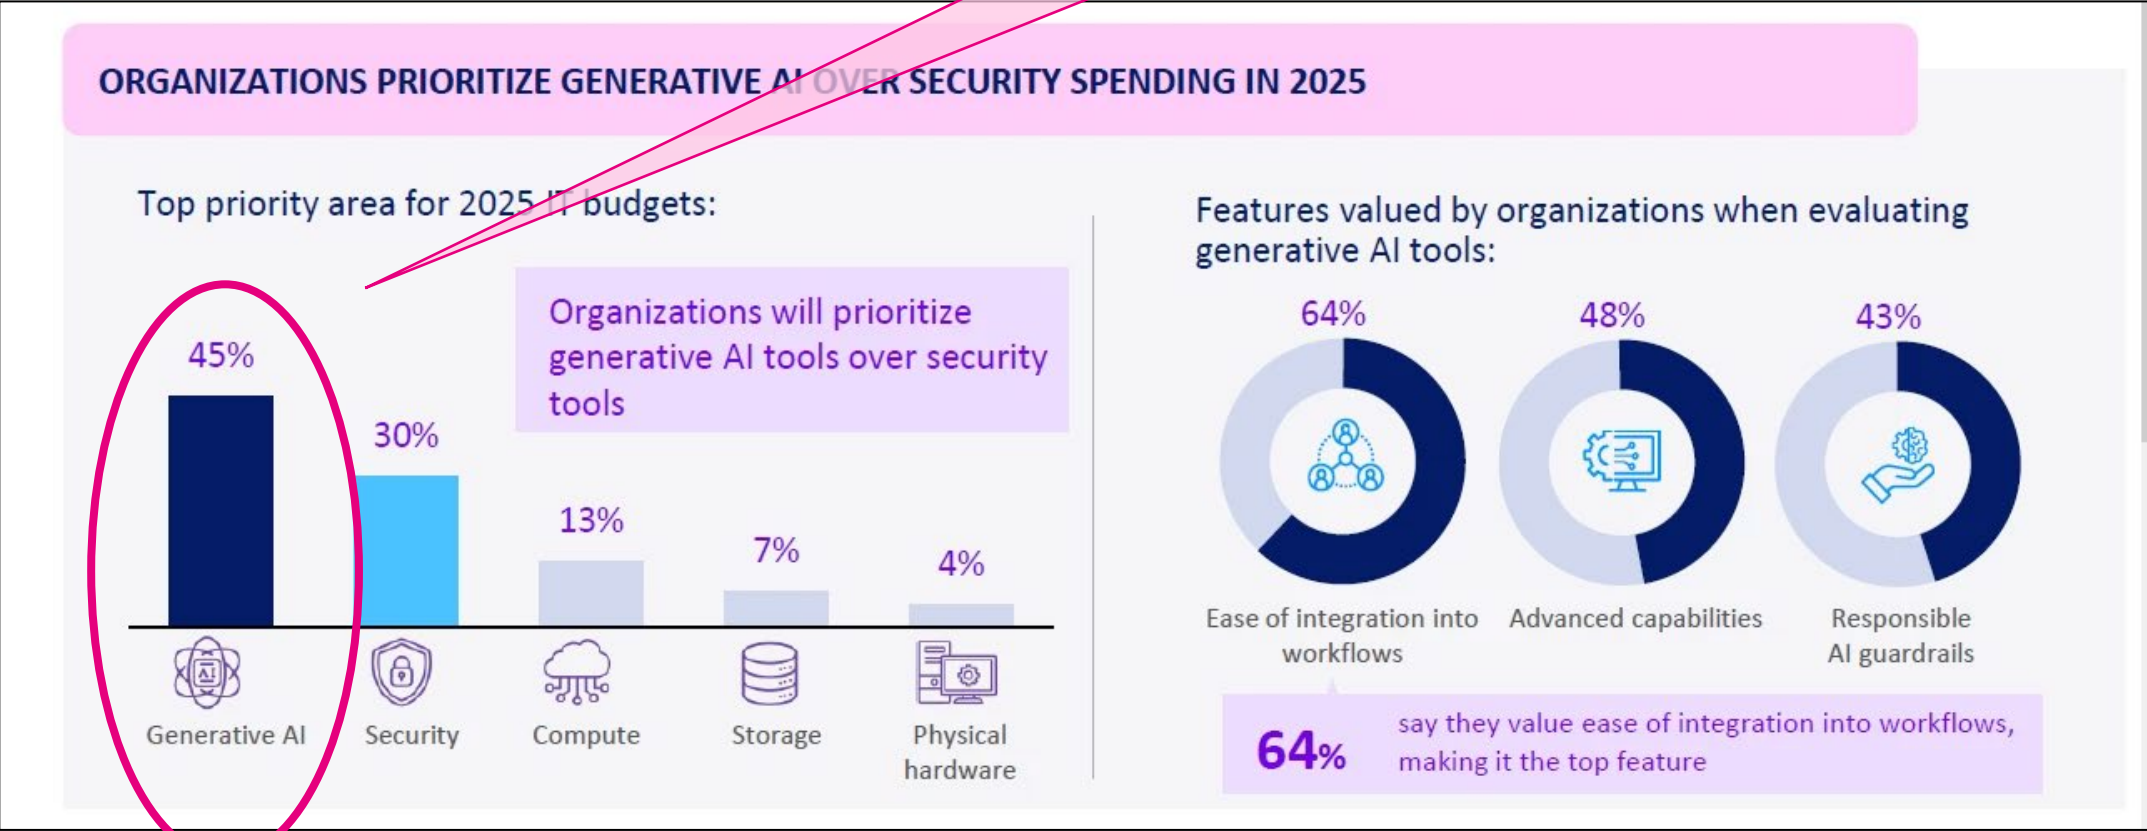 ORGANIZATIONS PRIORITIZE GENERATIVE AI OVER SECURITY SPENDING IN 2025
Top priority area for 2025 IT budgets:
Organizations will prioritize
generative AI tools over security
tools
45%
30%
13%
7%
4%
AI
Generative AI
Security
Compute
Storage
Physical
hardware
Features valued by organizations when evaluating
generative AI tools:
64%
48%
43%
Ease of integration into
workflows
Advanced capabilities
Responsible
AI guardrails
64%
say they value ease of integration into workflows,
making it the top feature